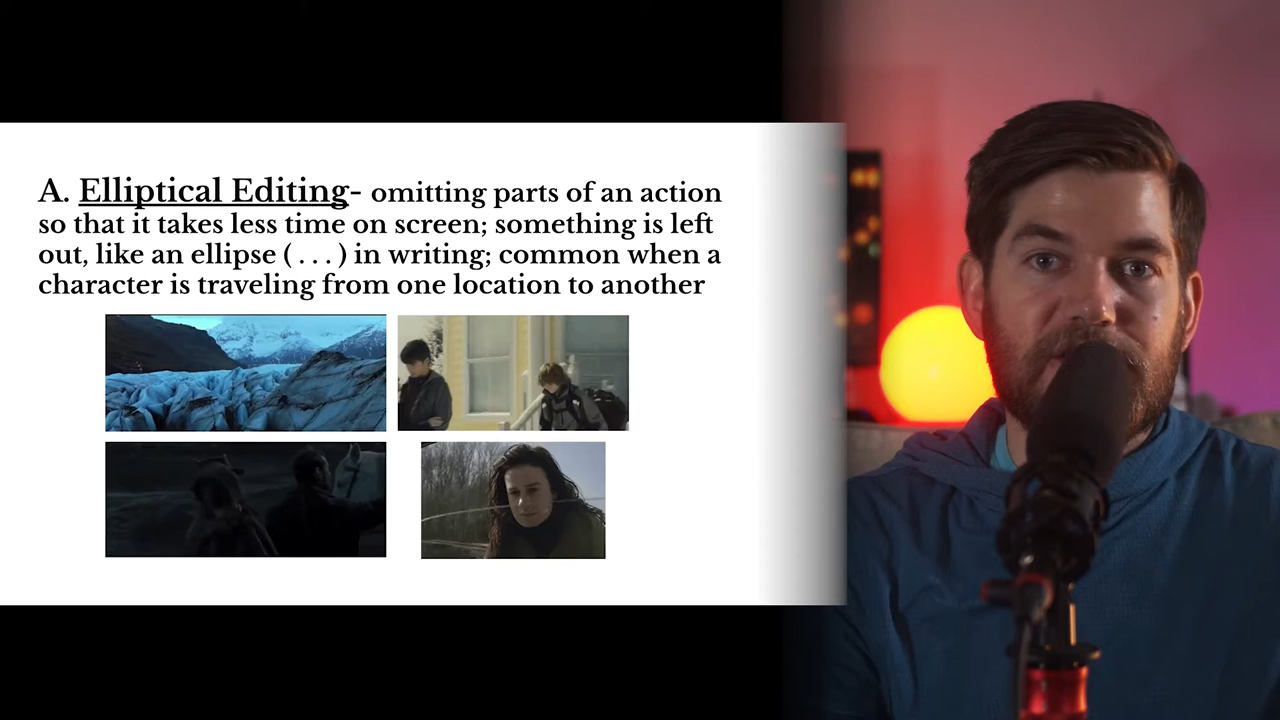 A. Elliptical Editing- omitting parts of an action
so that it takes less time on screen; something is left
out, like an ellipse ( . . . ) in writing; common when a
character is traveling from one location to another